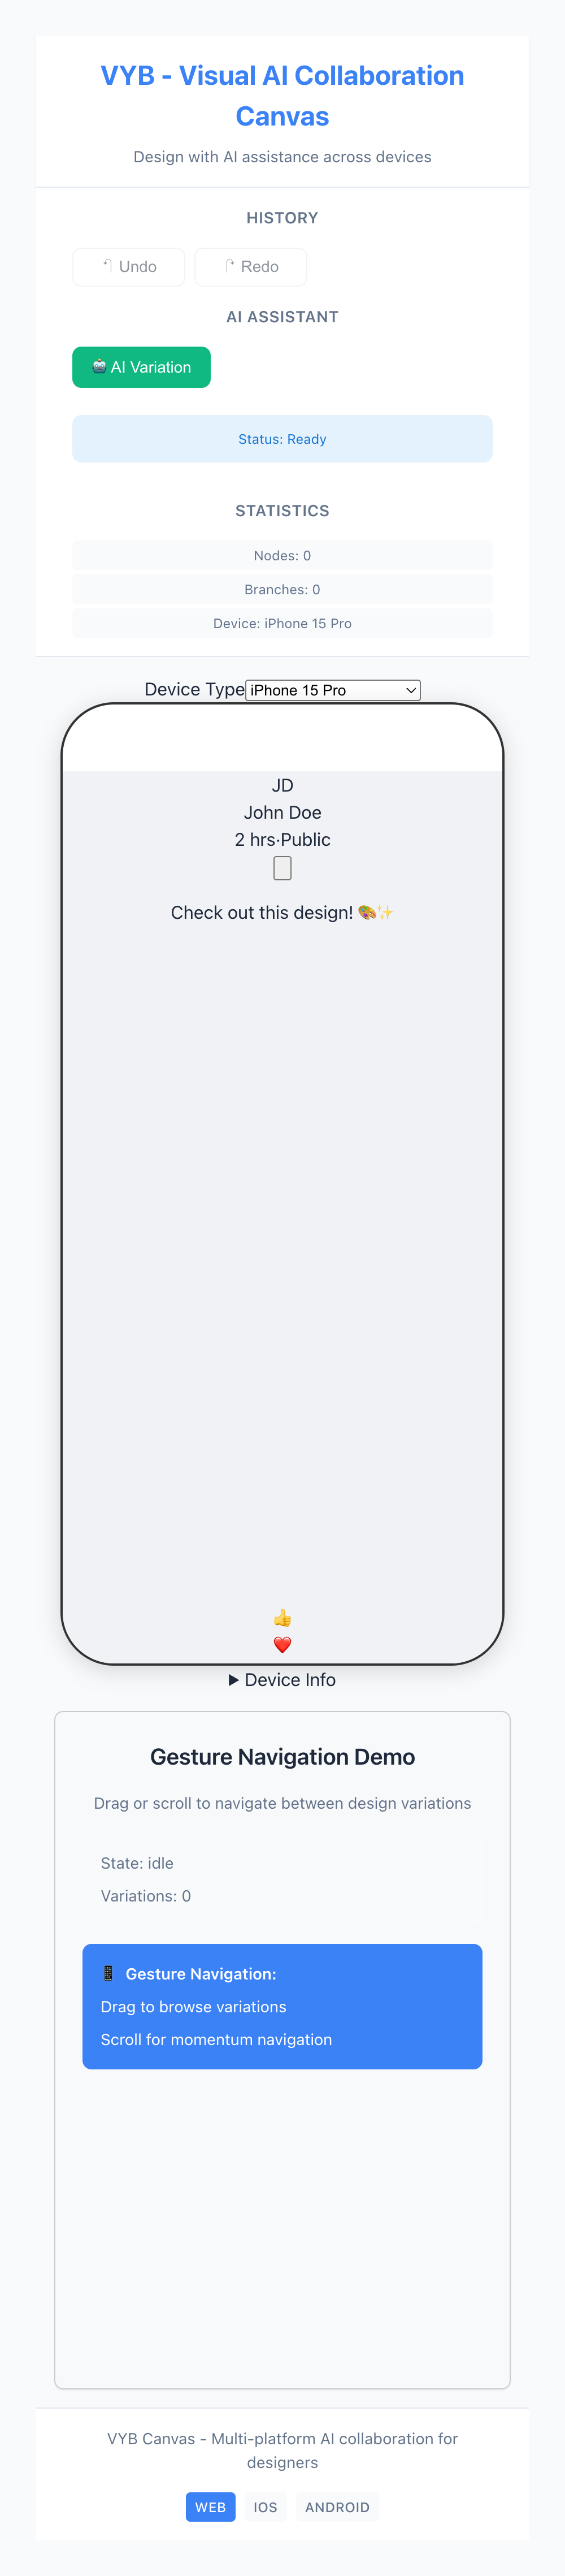 VYB - Visual AI Collaboration
Canvas
Design with AI assistance across devices
HISTORY
Undo
Redo
AI ASSISTANT
🤖 AI Variation
Status: Ready
STATISTICS
Nodes: 0
Branches: 0
Device: iPhone 15 Pro
Device Type iPhone 15 Pro
JD
John Doe
2 hrs·Public
Check out this design! 🎨✨
👍
❤️
▶ Device Info
Gesture Navigation Demo
Drag or scroll to navigate between design variations
State: idle
Variations: 0
📱 Gesture Navigation:
Drag to browse variations
Scroll for momentum navigation
VYB Canvas - Multi-platform AI collaboration for
designers
WEB
IOS
ANDROID